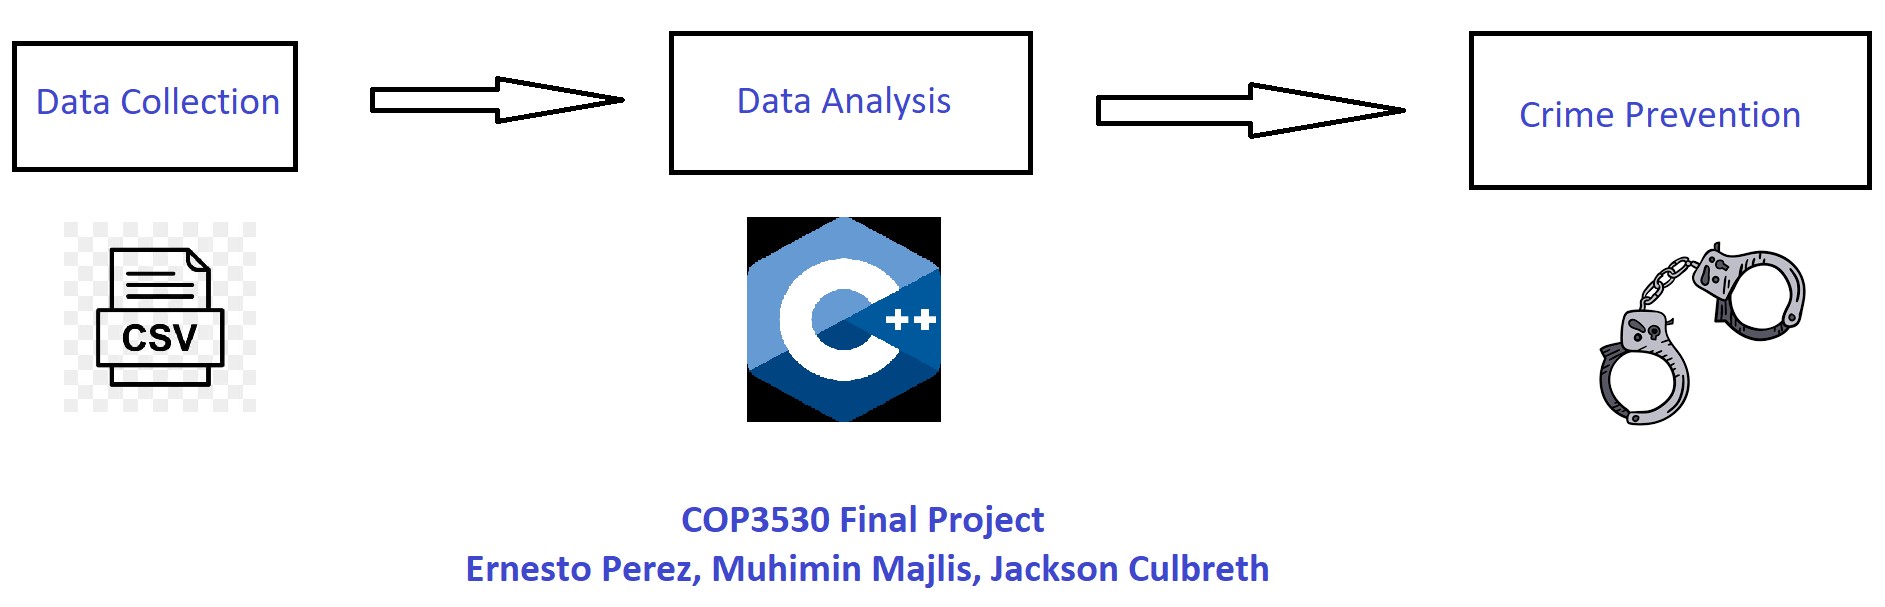 Data Collection
Data Analysis
Crime Prevention
CSV
C++
COP3530 Final Project
Ernesto Perez, Muhimin Majlis, Jackson Culbreth